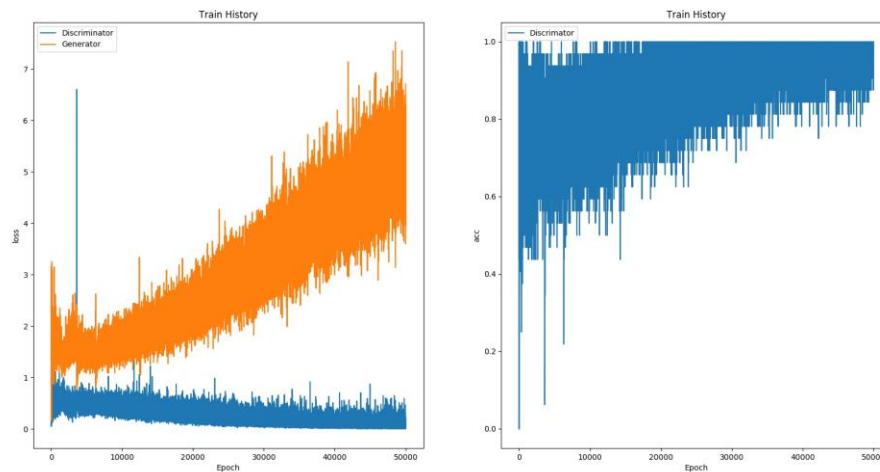 Train History
Discriminator
Generator
7
6
5
4
3
2
1
0
loss
0
10000
20000
30000
40000
50000
Epoch
Train History
Discrimator
1.0
0.8
0.6
0.4
0.2
0.0
acc
0
10000
20000
30000
40000
50000
Epoch